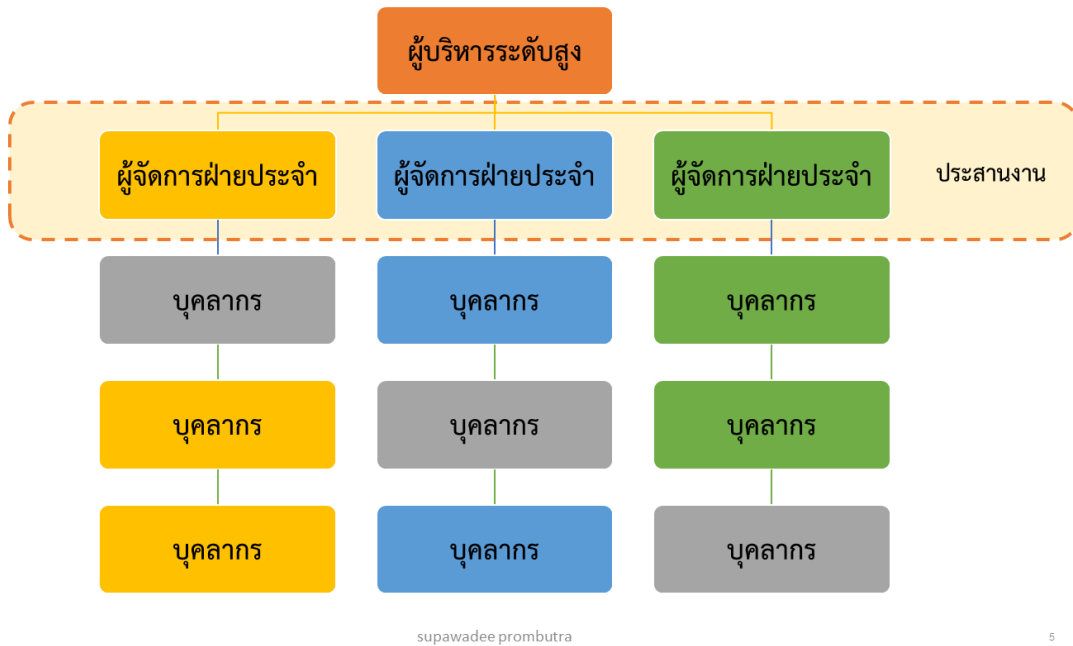 ผู้บริหารระดับสูง
ผู้จัดการฝ่ายประจำ
ผู้จัดการฝ่ายประจำ
ผู้จัดการฝ่ายประจำ
ประสานงาน
บุคลากร
บุคลากร
บุคลากร
บุคลากร
บุคลากร
บุคลากร
บุคลากร
บุคลากร
บุคลากร
supawadee prombutra
5